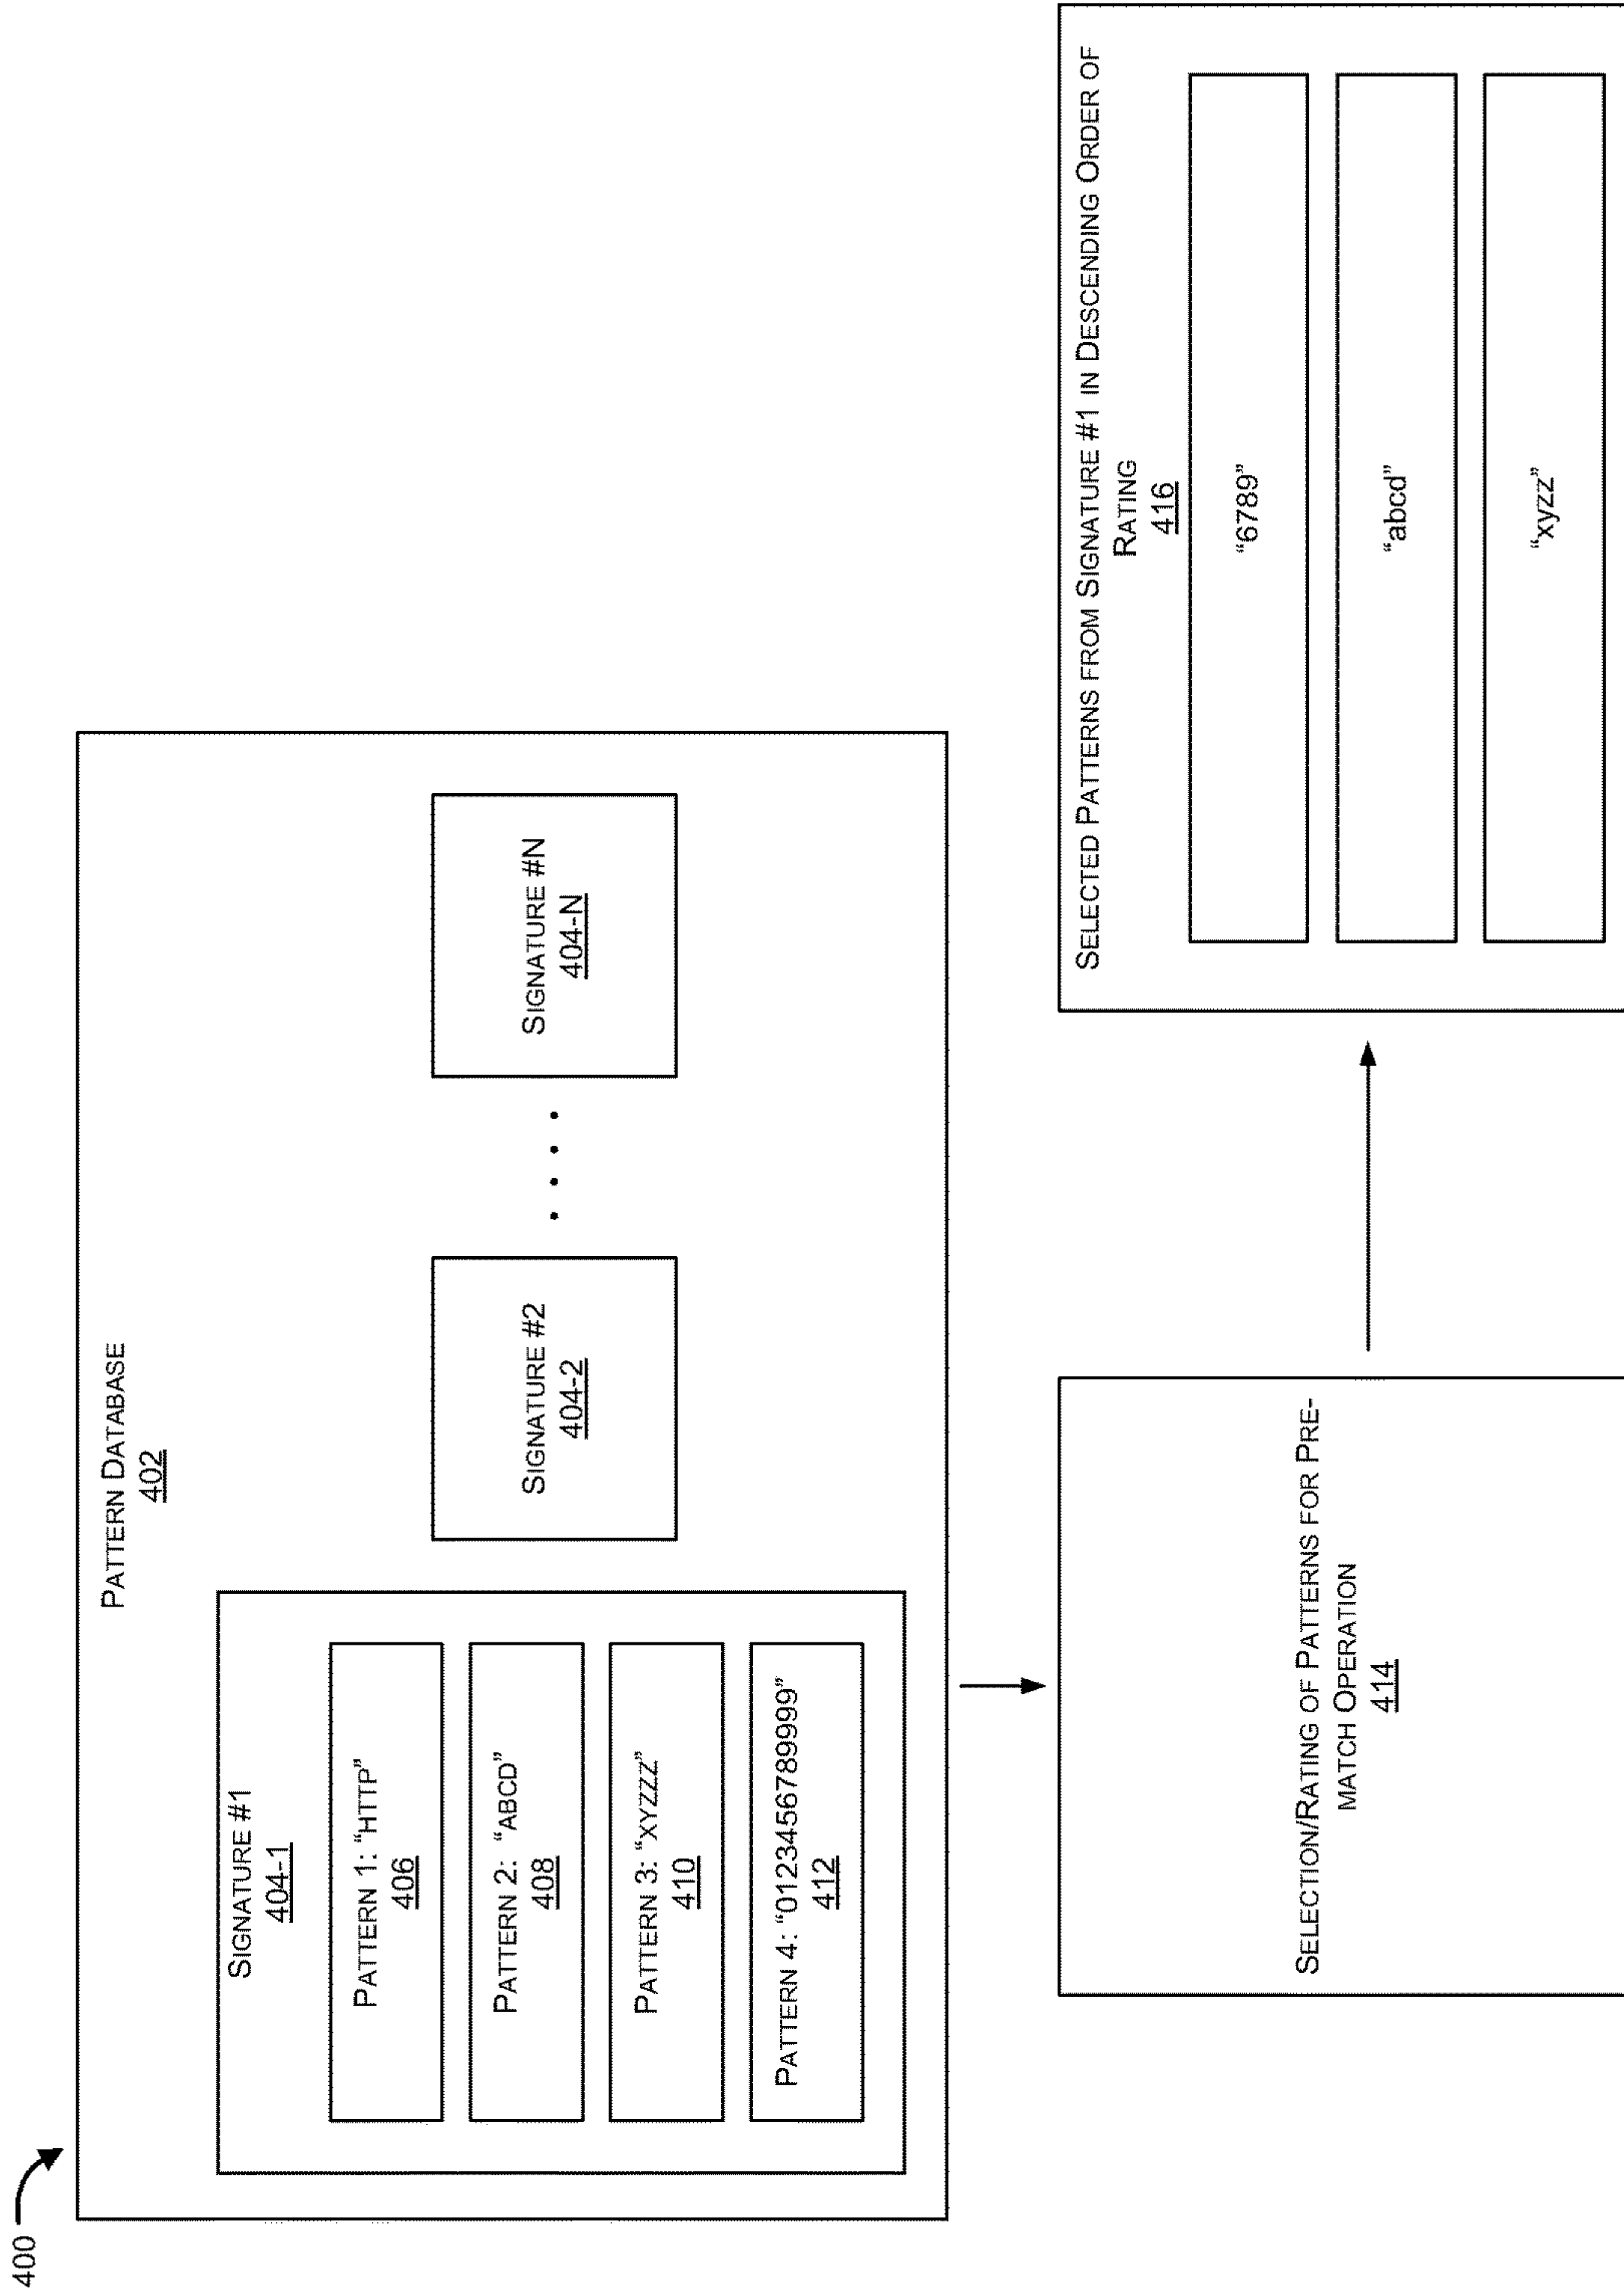 400
PATTERN DATABASE
402
SIGNATURE #1
404-1
PATTERN 1: “HTTP”
406
PATTERN 2: “ABCD”
408
PATTERN 3: “XYZZZ”
410
PATTERN 4: “0123456789999”
412
SIGNATURE #2
404-2
. . . .
SIGNATURE #N
404-N
SELECTION/RATING OF PATTERNS FOR PRE-
MATCH OPERATION
414
SELECTED PATTERNS FROM SIGNATURE #1 IN DESCENDING ORDER OF
RATING
416
“6789”
“abcd”
“xyzz”